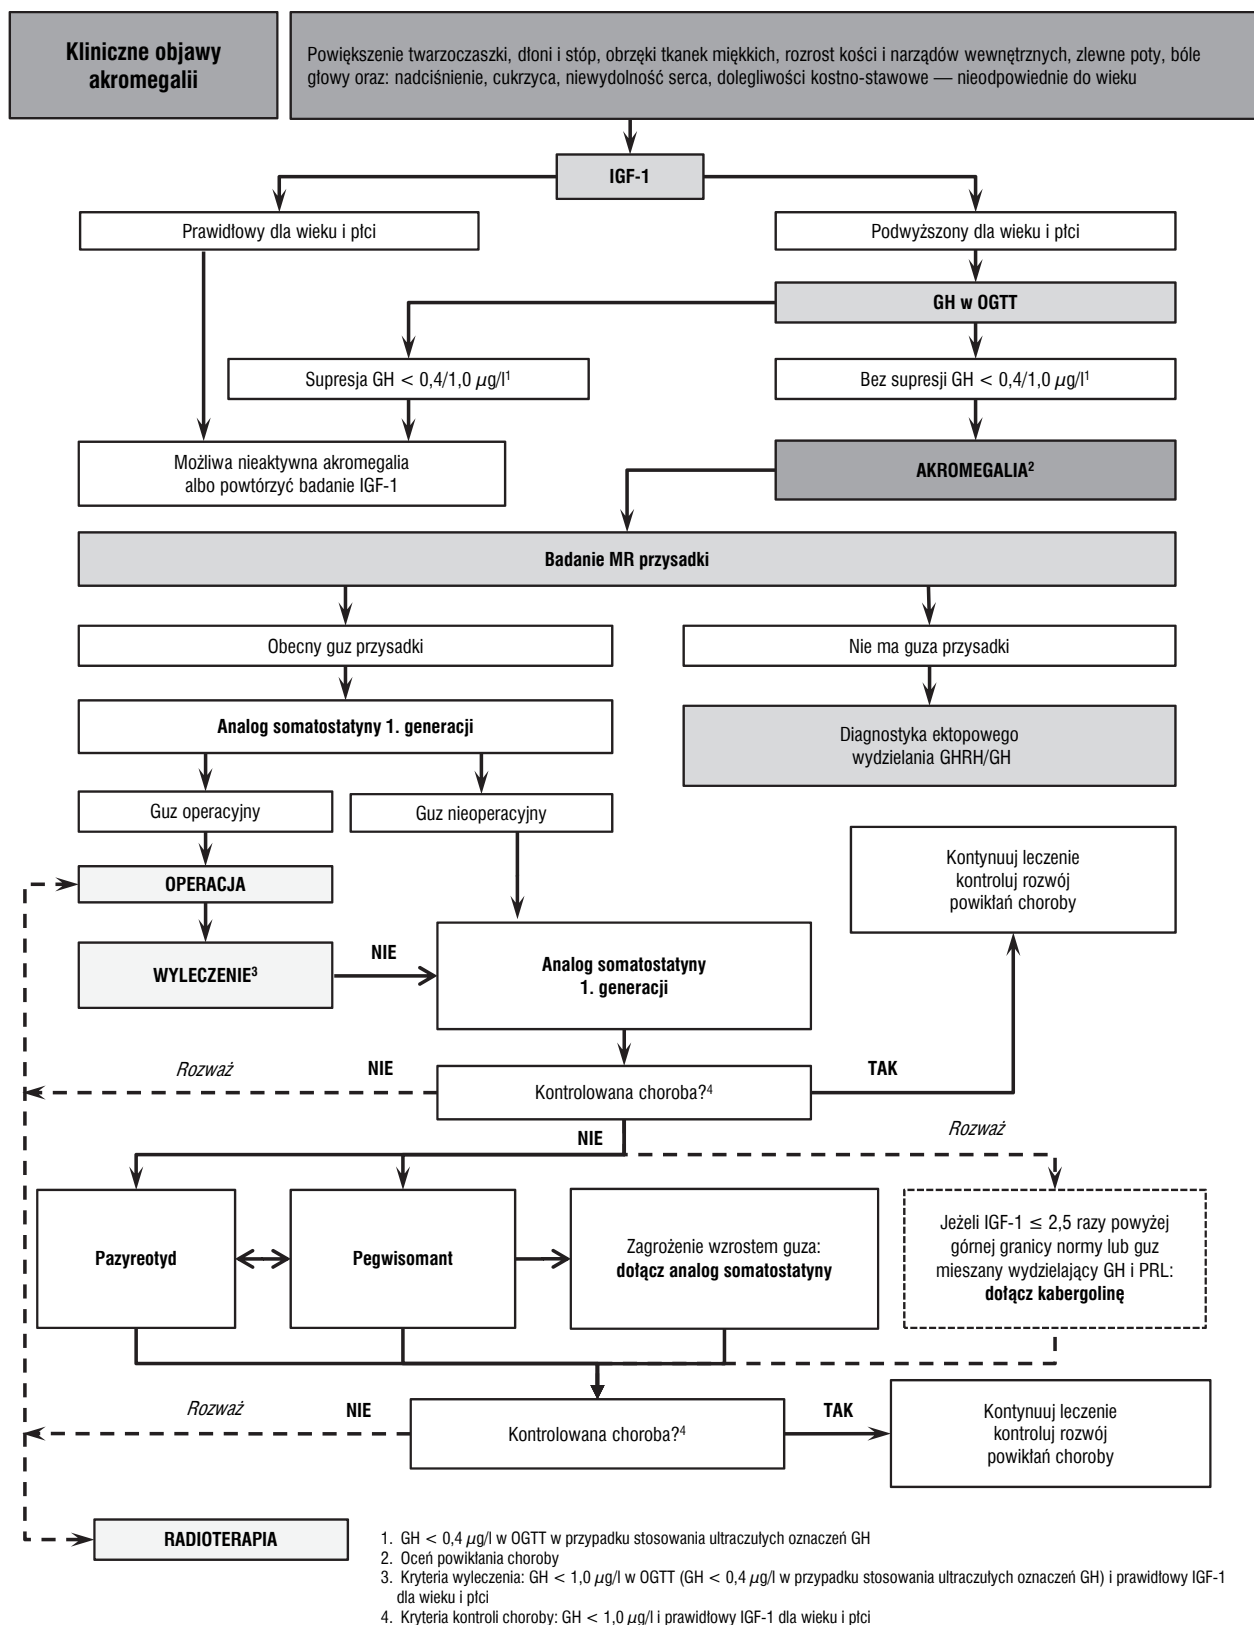 Kliniczne objawy
akromegalii
Powiększenie twarzoczaszki, dłoni i stóp, obrzęki tkanek miękkich, rozrost kości i narządów wewnętrznych, zlewne poty, bóle
głowy oraz: nadciśnienie, cukrzyca, niewydolność serca, dolegliwości kostno-stawowe — nieodpowiednie do wieku
IGF-1
Prawidłowy dla wieku i płci
Podwyższony dla wieku i płci
GH w OGTT
Supresja GH < 0,4/1,0 µg/l¹
Bez supresji GH < 0,4/1,0 µg/l¹
Możliwa nieaktywna akromegalia
albo powtórzyć badanie IGF-1
AKROMEGALIA²
Badanie MR przysadki
Obecny guz przysadki
Nie ma guza przysadki
Analog somatostatyny 1. generacji
Diagnostyka ektopowego
wydzielania GHRH/GH
Guz operacyjny
Guz nieoperacyjny
Kontynuuj leczenie
kontroluj rozwój
powikłań choroby
OPERACJA
WYLECZENIE³
NIE
Analog somatostatyny
1. generacji
Rozważ
NIE
Kontrolowana choroba?⁴
TAK
NIE
Rozważ
Pazyreotyd
Pegwisomant
Zagrożenie wzrostem guza:
dołącz analog somatostatyny
Jeżeli IGF-1 ≤ 2,5 razy powyżej
górnej granicy normy lub guz
mieszany wydzielający GH i PRL:
dołącz kabergolinę
Rozważ
NIE
Kontrolowana choroba?⁴
TAK
Kontynuuj leczenie
kontroluj rozwój
powikłań choroby
RADIOTERAPIA
1. GH < 0,4 µg/l w OGTT w przypadku stosowania ultraczułych oznaczeń GH
2. Oceń powikłania choroby
3. Kryteria wyleczenia: GH < 1,0 µg/l w OGTT (GH < 0,4 µg/l w przypadku stosowania ultraczułych oznaczeń GH) i prawidłowy IGF-1
dla wieku i płci
4. Kryteria kontroli choroby: GH < 1,0 µg/l i prawidłowy IGF-1 dla wieku i płci